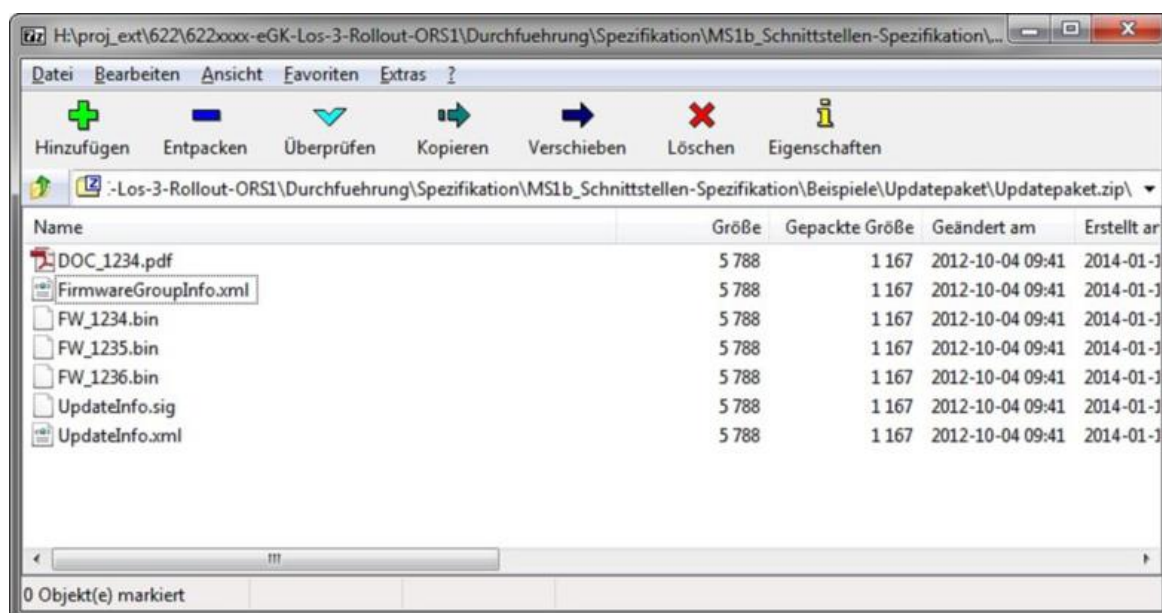 7z H:\proj_ext\622\622xxxx-eGK-Los-3-Rollout-ORS1\Durchfuehrung\Spezifikation\MS1b_Schnittstellen-Spezifikation\...
Datei Bearbeiten Ansicht Favoriten Extras ?
Hinzufügen Entpacken Überprüfen Kopieren Verschieben Löschen Eigenschaften
:-Los-3-Rollout-ORS1\Durchfuehrung\Spezifikation\MS1b_Schnittstellen-Spezifikation\Beispiele\Updatepaket\Updatepaket.zip\
Name Größe Gepackte Größe Geändert am Erstellt ar
DOC_1234.pdf 5 788 1 167 2012-10-04 09:41 2014-01-1
FirmwareGroupInfo.xml 5 788 1 167 2012-10-04 09:41 2014-01-1
FW_1234.bin 5 788 1 167 2012-10-04 09:41 2014-01-1
FW_1235.bin 5 788 1 167 2012-10-04 09:41 2014-01-1
FW_1236.bin 5 788 1 167 2012-10-04 09:41 2014-01-1
UpdateInfo.sig 5 788 1 167 2012-10-04 09:41 2014-01-1
UpdateInfo.xml 5 788 1 167 2012-10-04 09:41 2014-01-1
0 Objekt(e) markiert